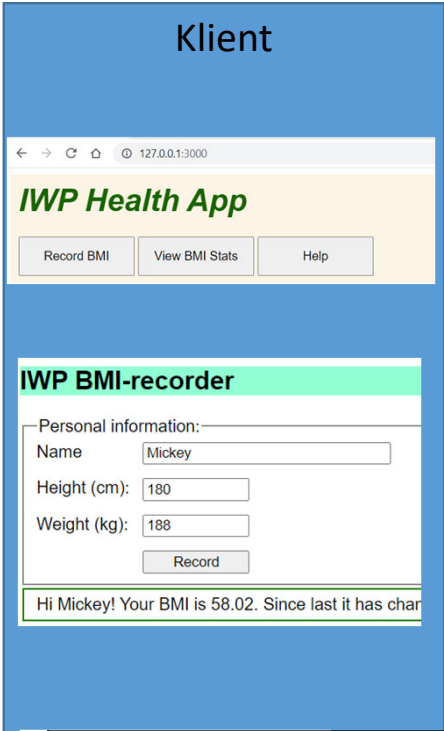 Klient
127.0.0.1:3000
IWP Health App
Record BMI View BMI Stats Help
IWP BMI-recorder
Personal information:
Name Mickey
Height (cm): 180
Weight (kg): 188
Record
Hi Mickey! Your BMI is 58.02. Since last it has